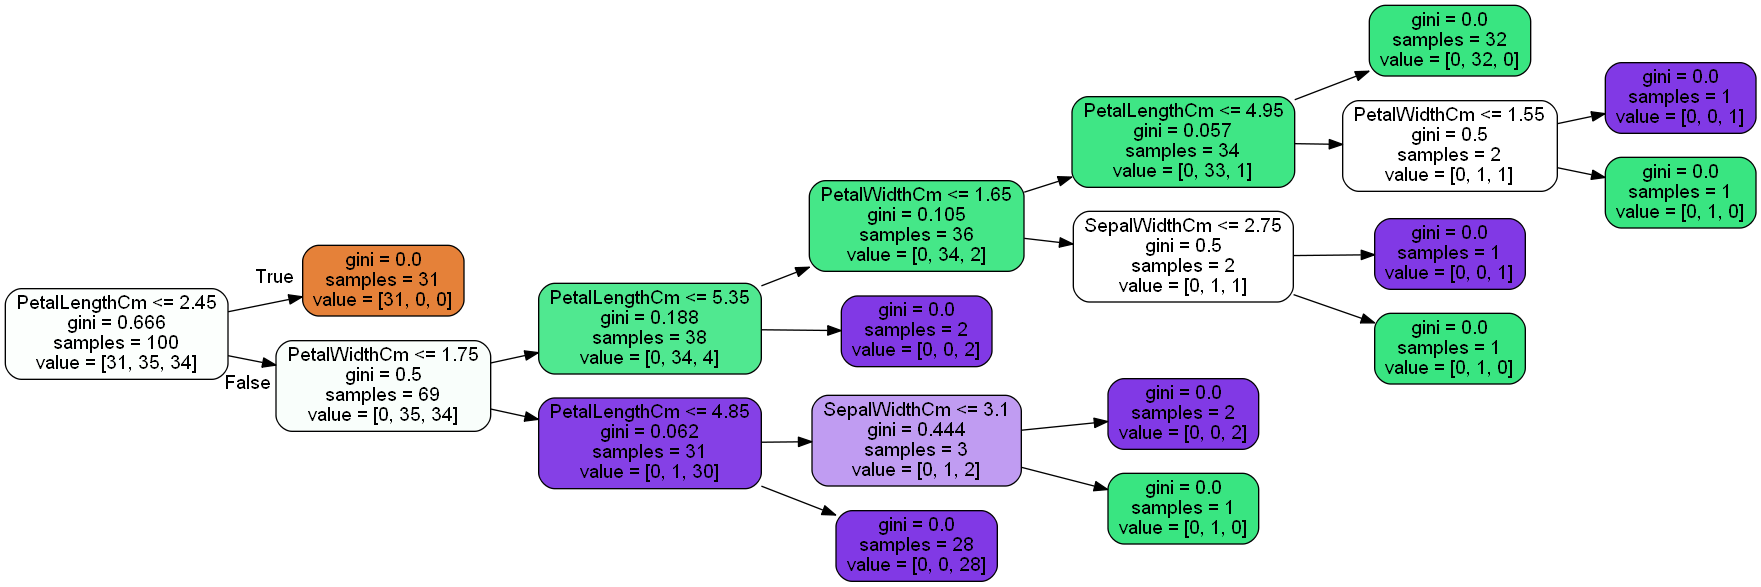 PetalLengthCm <= 2.45
gini = 0.666
samples = 100
value = [31, 35, 34]
True
False
gini = 0.0
samples = 31
value = [31, 0, 0]
PetalWidthCm <= 1.75
gini = 0.5
samples = 69
value = [0, 35, 34]
PetalLengthCm <= 5.35
gini = 0.188
samples = 38
value = [0, 34, 4]
PetalLengthCm <= 4.85
gini = 0.062
samples = 31
value = [0, 1, 30]
PetalWidthCm <= 1.65
gini = 0.105
samples = 36
value = [0, 34, 2]
gini = 0.0
samples = 2
value = [0, 0, 2]
SepalWidthCm <= 3.1
gini = 0.444
samples = 3
value = [0, 1, 2]
gini = 0.0
samples = 28
value = [0, 0, 28]
PetalLengthCm <= 4.95
gini = 0.057
samples = 34
value = [0, 33, 1]
SepalWidthCm <= 2.75
gini = 0.5
samples = 2
value = [0, 1, 1]
gini = 0.0
samples = 2
value = [0, 0, 2]
gini = 0.0
samples = 1
value = [0, 1, 0]
gini = 0.0
samples = 32
value = [0, 32, 0]
PetalWidthCm <= 1.55
gini = 0.5
samples = 2
value = [0, 1, 1]
gini = 0.0
samples = 1
value = [0, 0, 1]
gini = 0.0
samples = 1
value = [0, 1, 0]
gini = 0.0
samples = 1
value = [0, 0, 1]
gini = 0.0
samples = 1
value = [0, 1, 0]